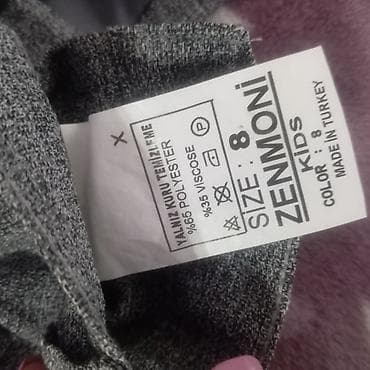 X
YALNIZ KURU TEMİZLEME
%65 POLYESTER
%35 VISCOSE
P
SIZE : 8
ZENMONİ
KiDS
COLOR : 8
MADE IN TURKEY